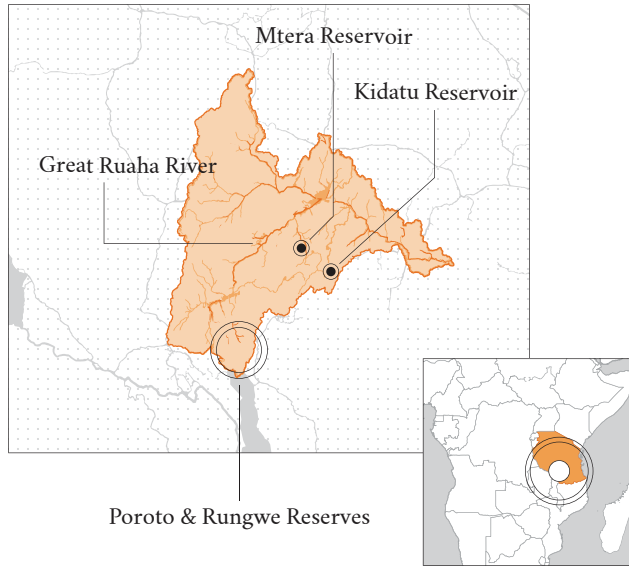 Mtera Reservoir
Kidatu Reservoir
Great Ruaha River
Poroto & Rungwe Reserves